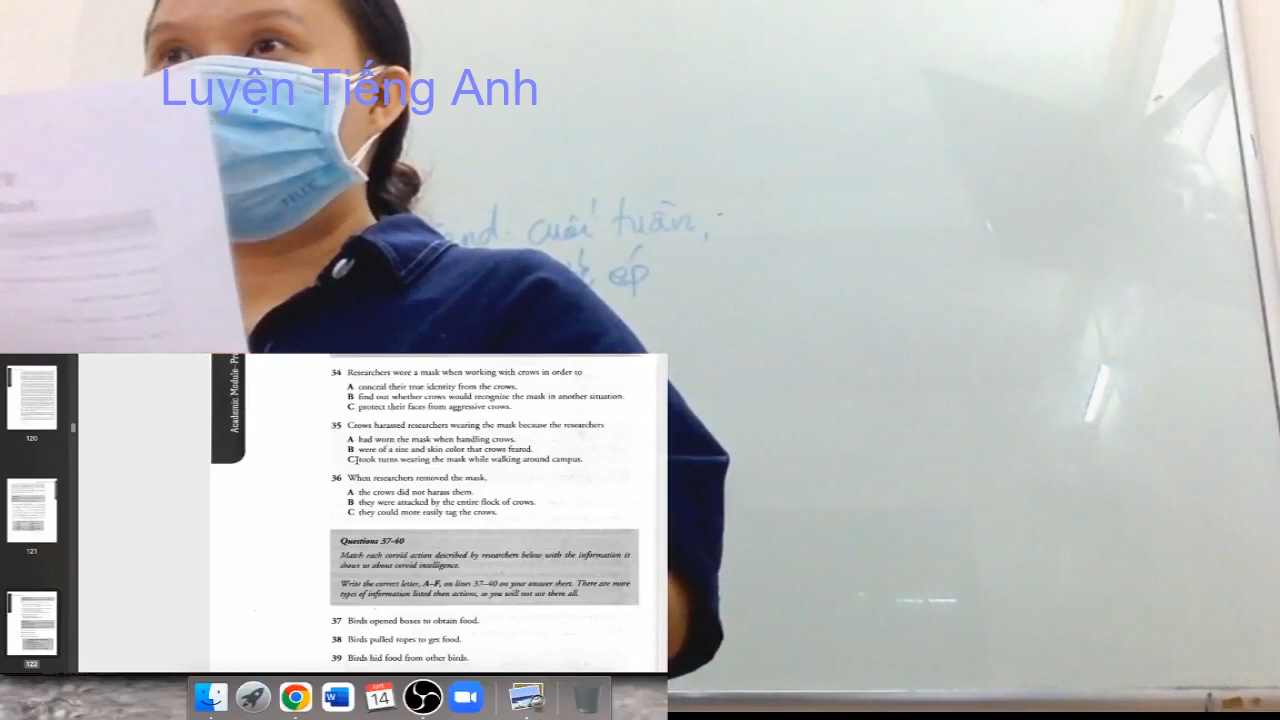 Luyện Tiếng Anh
and cuối tuần,
ép
Academic Module-Pr
34 Researchers wore a mask when working with crows in order to
A conceal their true identity from the crows.
B find out whether crows would recognize the mask in another situation.
C protect their faces from aggressive crows.
35 Crows harassed researchers wearing the mask because the researchers
A had worn the mask when handling crows.
B were of a size and skin color that crows feared.
C took turns wearing the mask while walking around campus.
36 When researchers removed the mask,
A the crows did not harass them.
B they were attacked by the entire flock of crows.
C they could more easily tag the crows.
Questions 37-40
Match each corvid action described by researchers below with the information it
shows us about corvid intelligence.
Write the correct letter, A–F, on lines 37–40 on your answer sheet. There are more
types of information listed than actions, so you will not use them all.
37 Birds opened boxes to obtain food.
38 Birds pulled ropes to get food.
39 Birds hid food from other birds.
120
121
122
14